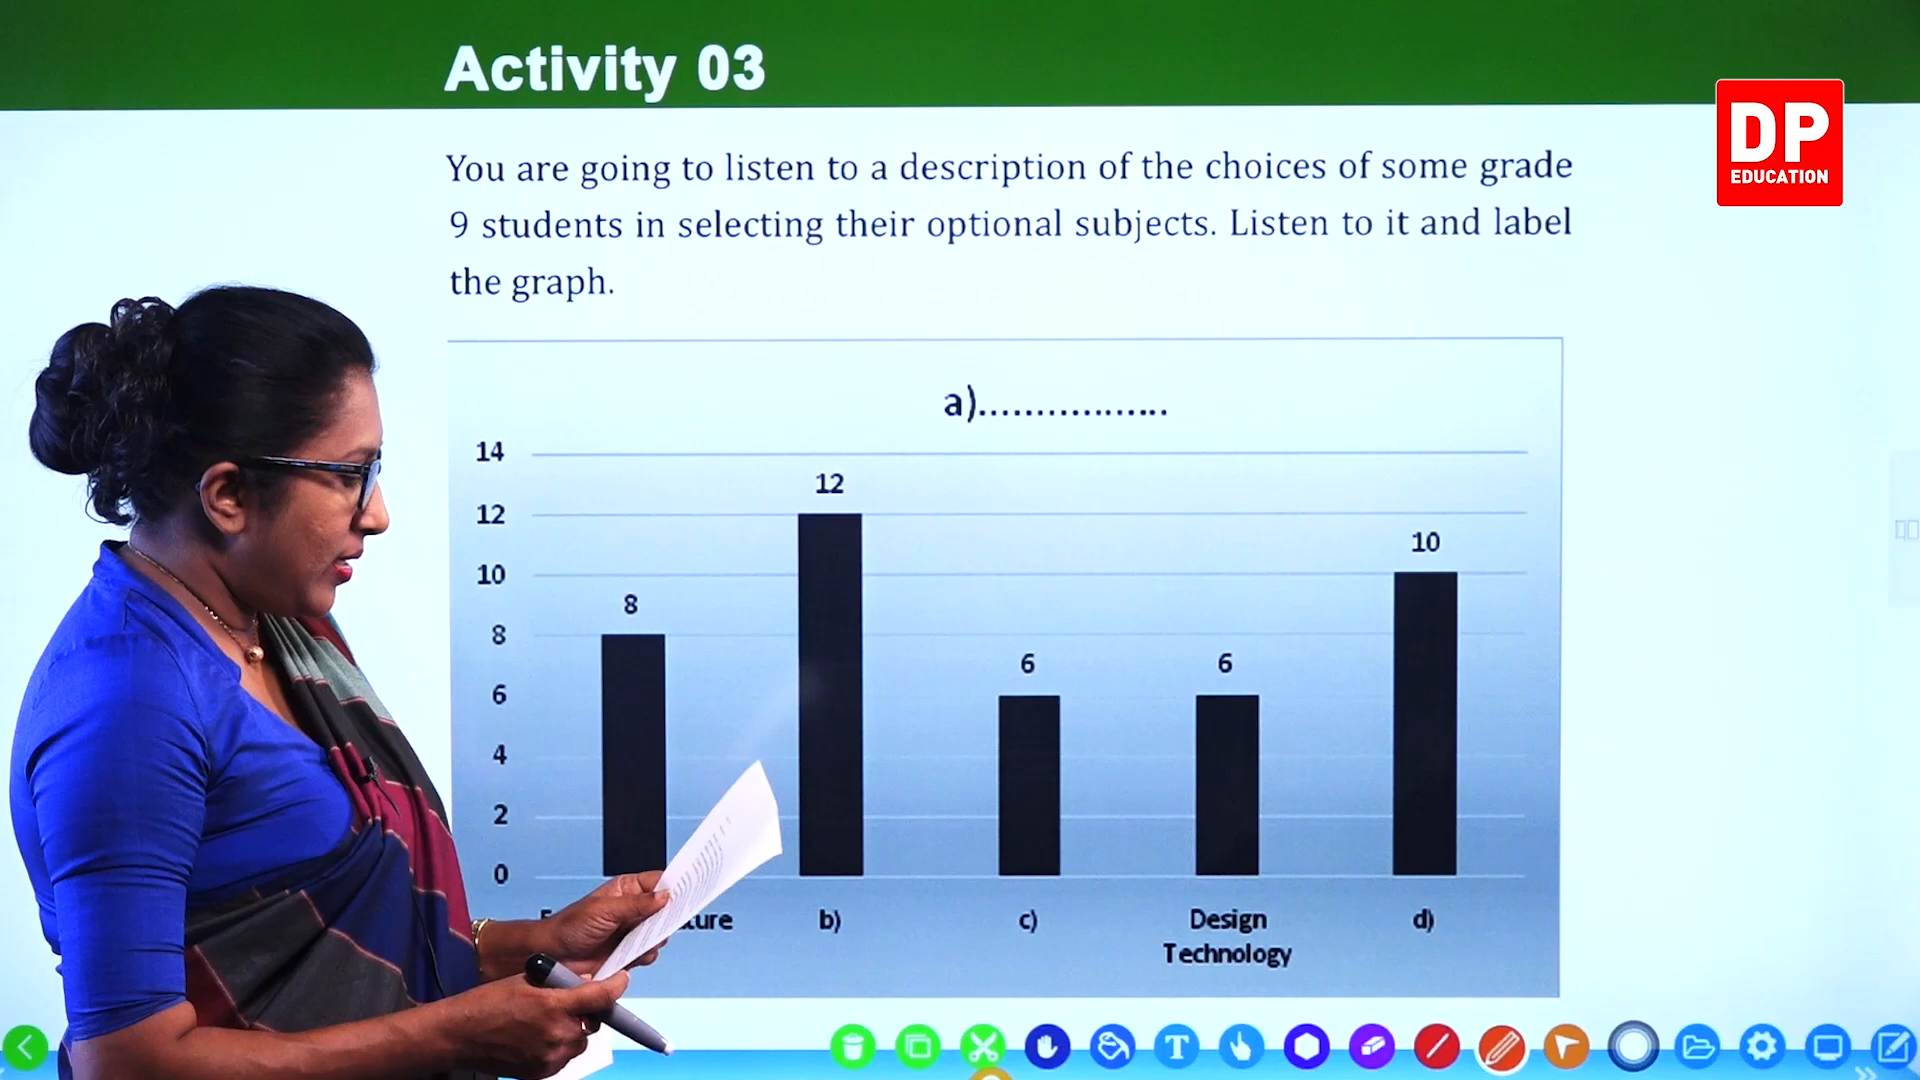 Activity 03
DP
EDUCATION
You are going to listen to a description of the choices of some grade
9 students in selecting their optional subjects. Listen to it and label
the graph.
a).................
14
12
10
8
6
4
2
0
8
12
6
6
10
b)
c)
Design
Technology
d)
T